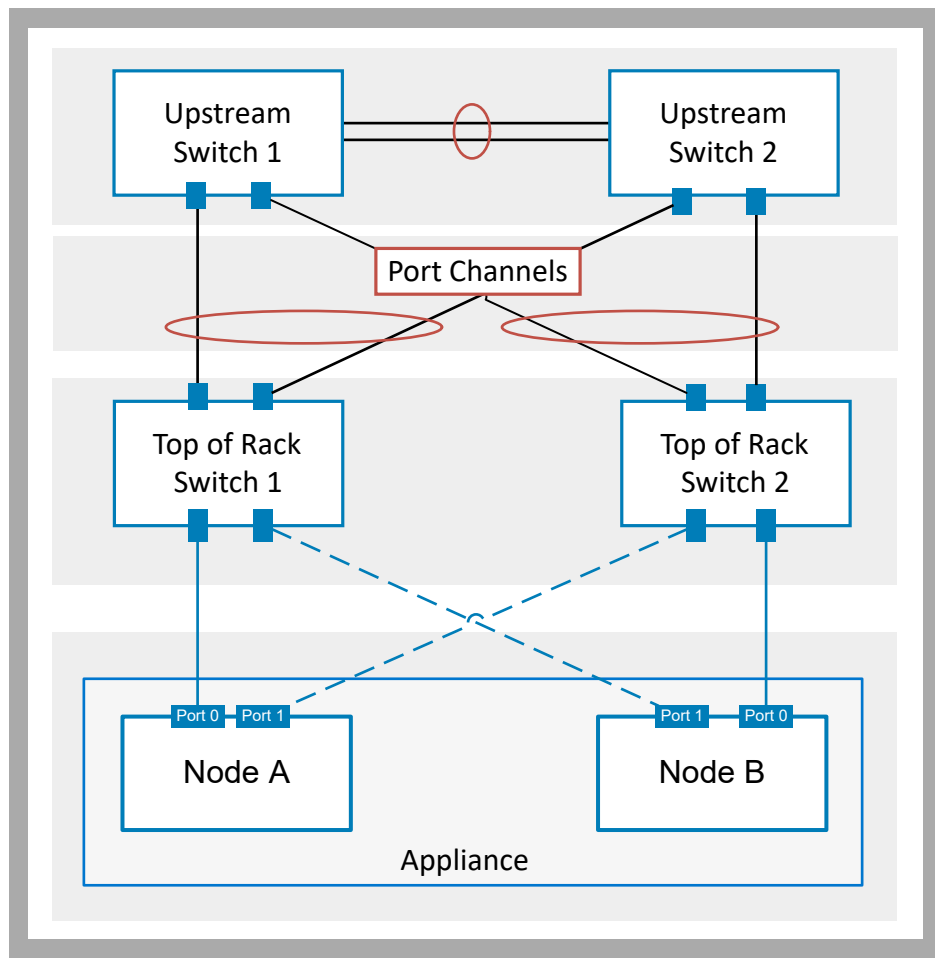 Upstream
Switch 1
Upstream
Switch 2
Port Channels
Top of Rack
Switch 1
Top of Rack
Switch 2
Port 0
Port 1
Port 1
Port 0
Node A
Node B
Appliance